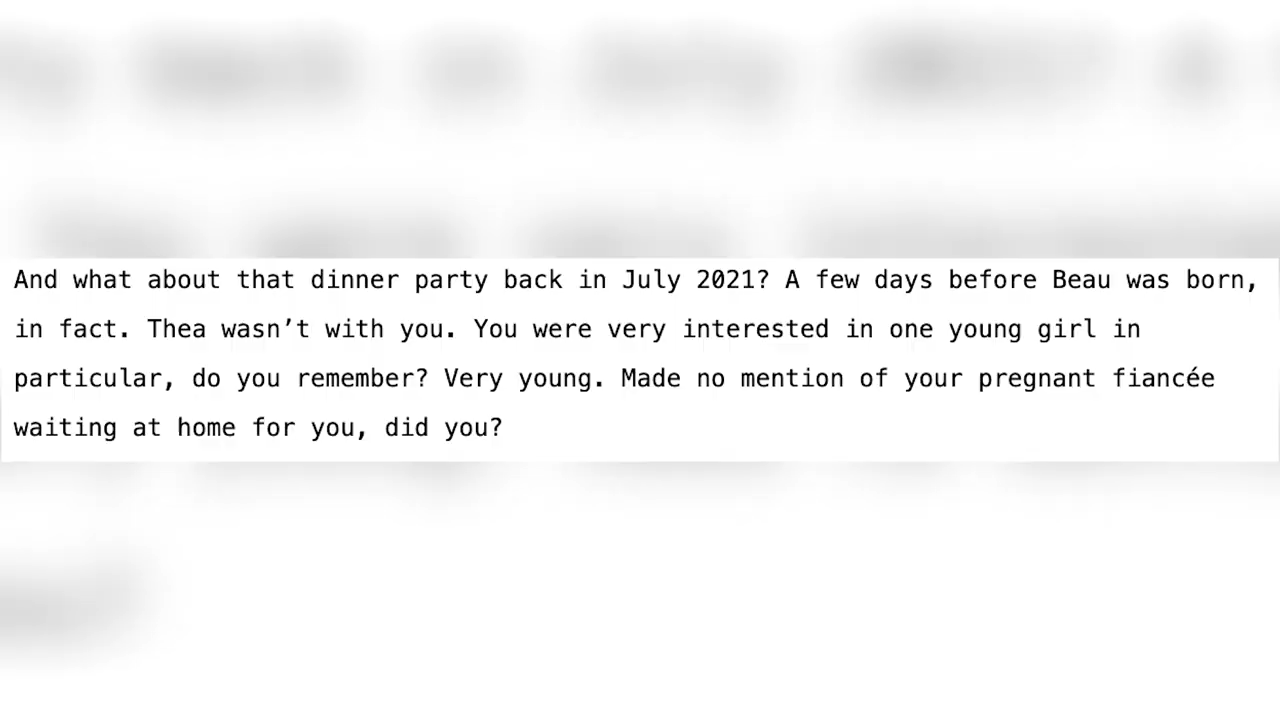 And what about that dinner party back in July 2021? A few days before Beau was born,
in fact. Thea wasn’t with you. You were very interested in one young girl in
particular, do you remember? Very young. Made no mention of your pregnant fiancée
waiting at home for you, did you?